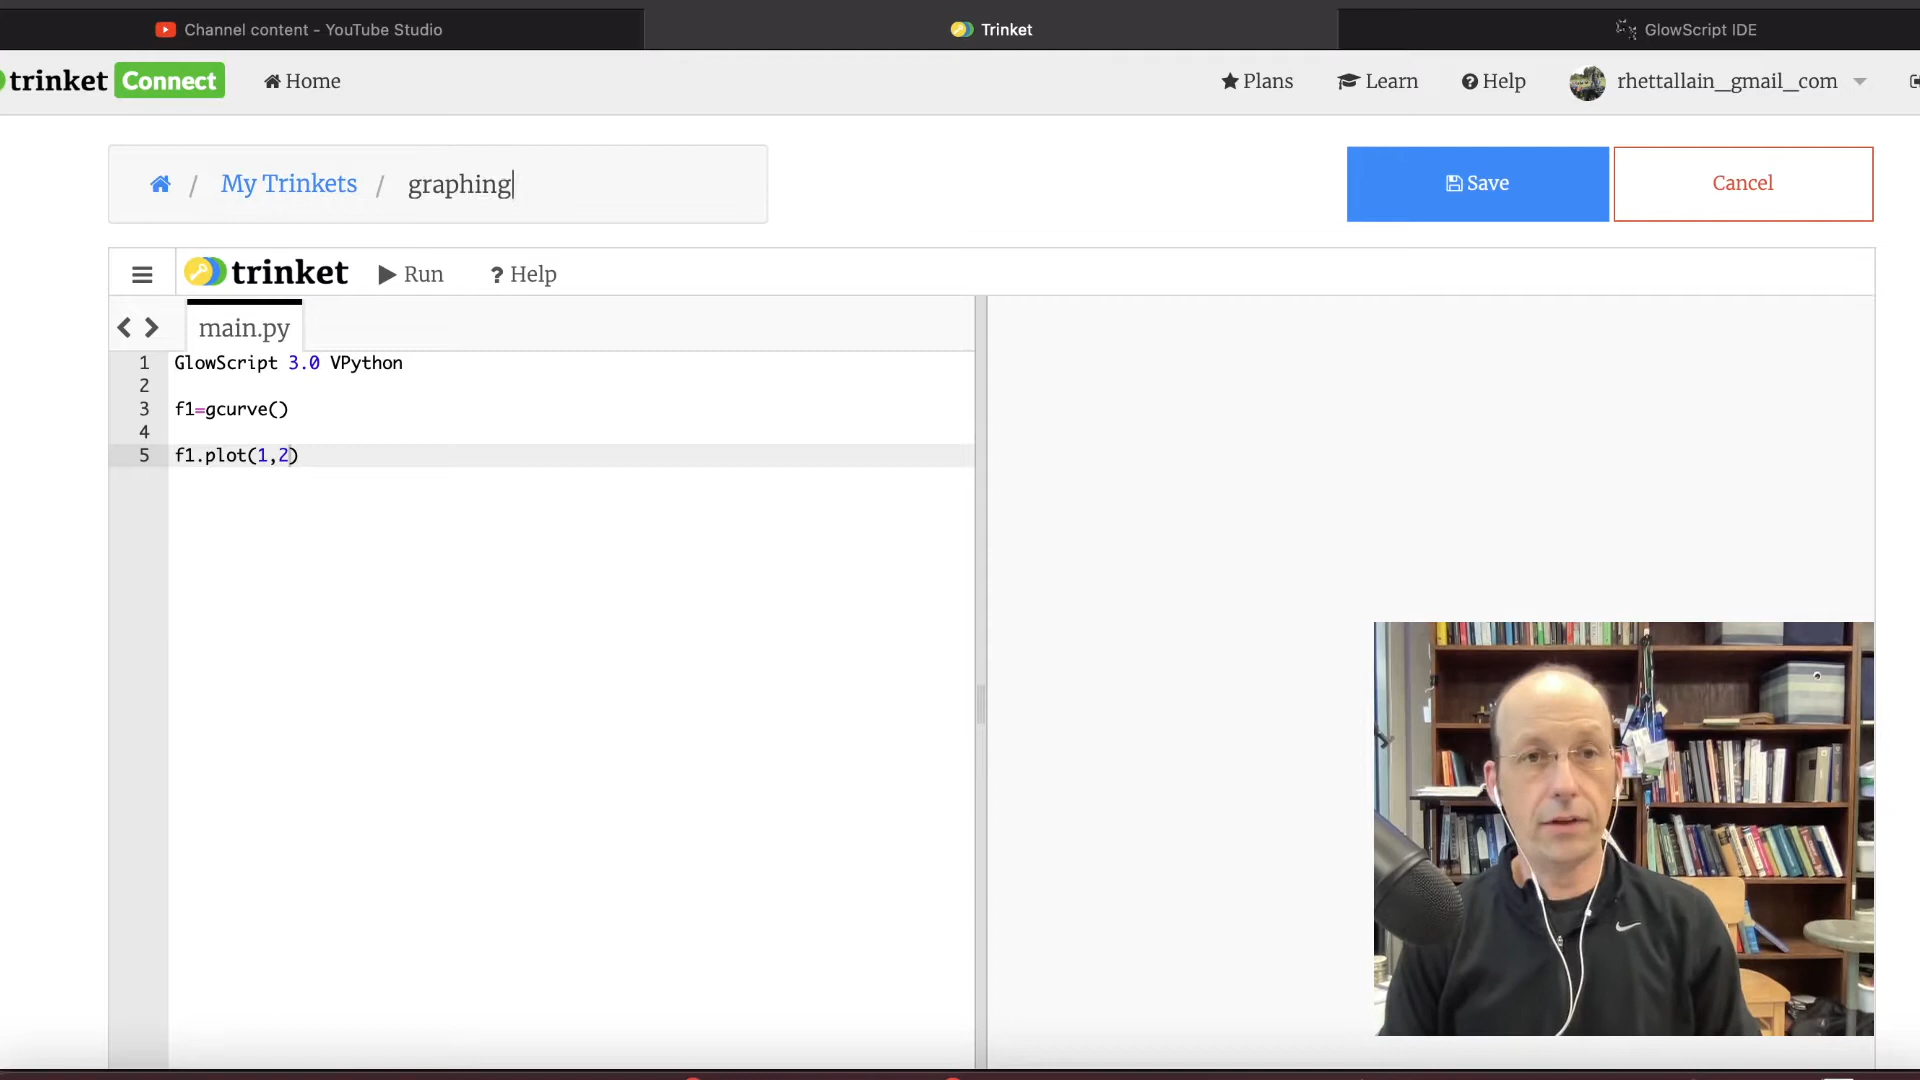 Channel content - YouTube Studio
Trinket
GlowScript IDE
trinket Connect
Home
Plans
Learn
Help
rhettallain_gmail_com
/ My Trinkets / graphing
Save
Cancel
trinket
Run
? Help
main.py
1 GlowScript 3.0 VPython
2
3 f1=gcurve()
4
5 f1.plot(1,2)